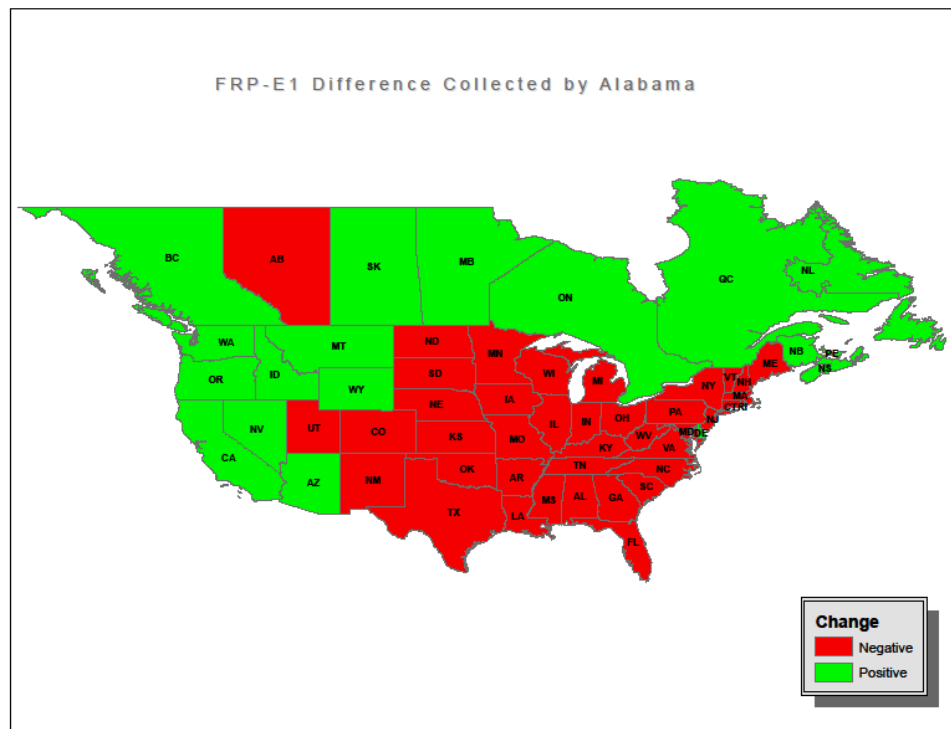 FRP-E1 Difference Collected by Alabama
BC
AB
SK
MB
ON
QC
NL
NB
PE
NS
WA
MT
ND
MN
ME
OR
ID
WY
SD
WI
MI
NY
VT
NH
MA
CT RI
NV
UT
CO
NE
IA
IL
IN
OH
PA
NJ
MD DE
CA
AZ
NM
KS
MO
KY
WV
VA
OK
AR
TN
NC
SC
TX
LA
MS
AL
GA
FL
Change
Negative
Positive